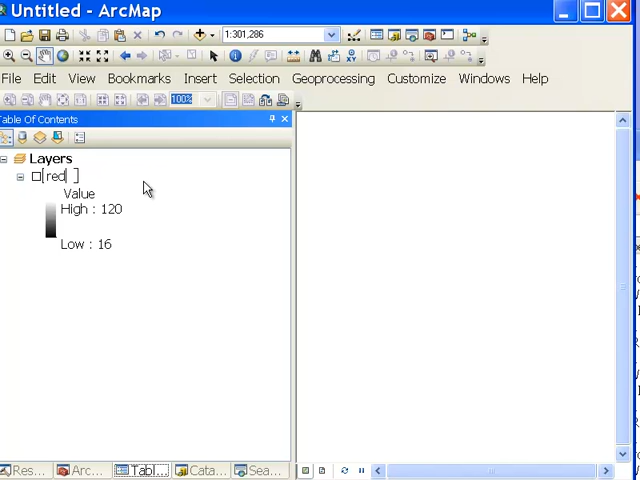 Untitled - ArcMap
1:301,286
File Edit View Bookmarks Insert Selection Geoprocessing Customize Windows Help
100%
Table Of Contents
Layers
red
Value
High : 120
Low : 16
Res... Arc... Tabl... Cata... Sea...